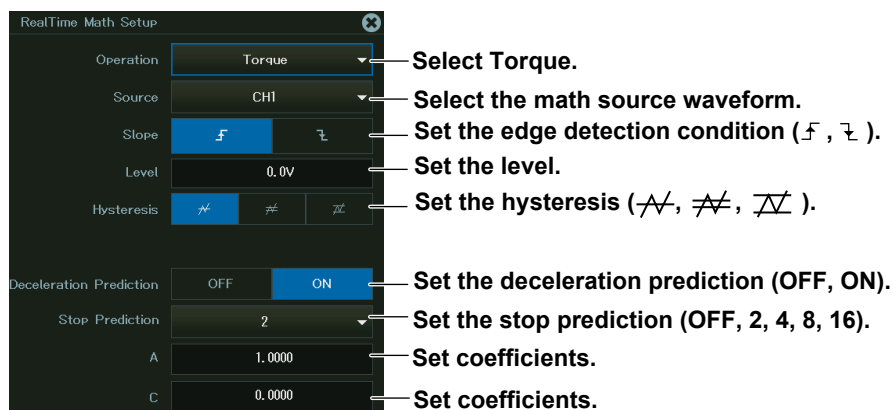 RealTime Math Setup
Operation Torque Select Torque.
Source CH1 Select the math source waveform.
Slope Set the edge detection condition ( , ).
Level 0.0V Set the level.
Hysteresis Set the hysteresis ( , , ).
Deceleration Prediction OFF ON Set the deceleration prediction (OFF, ON).
Stop Prediction 2 Set the stop prediction (OFF, 2, 4, 8, 16).
A 1.0000 Set coefficients.
C 0.0000 Set coefficients.